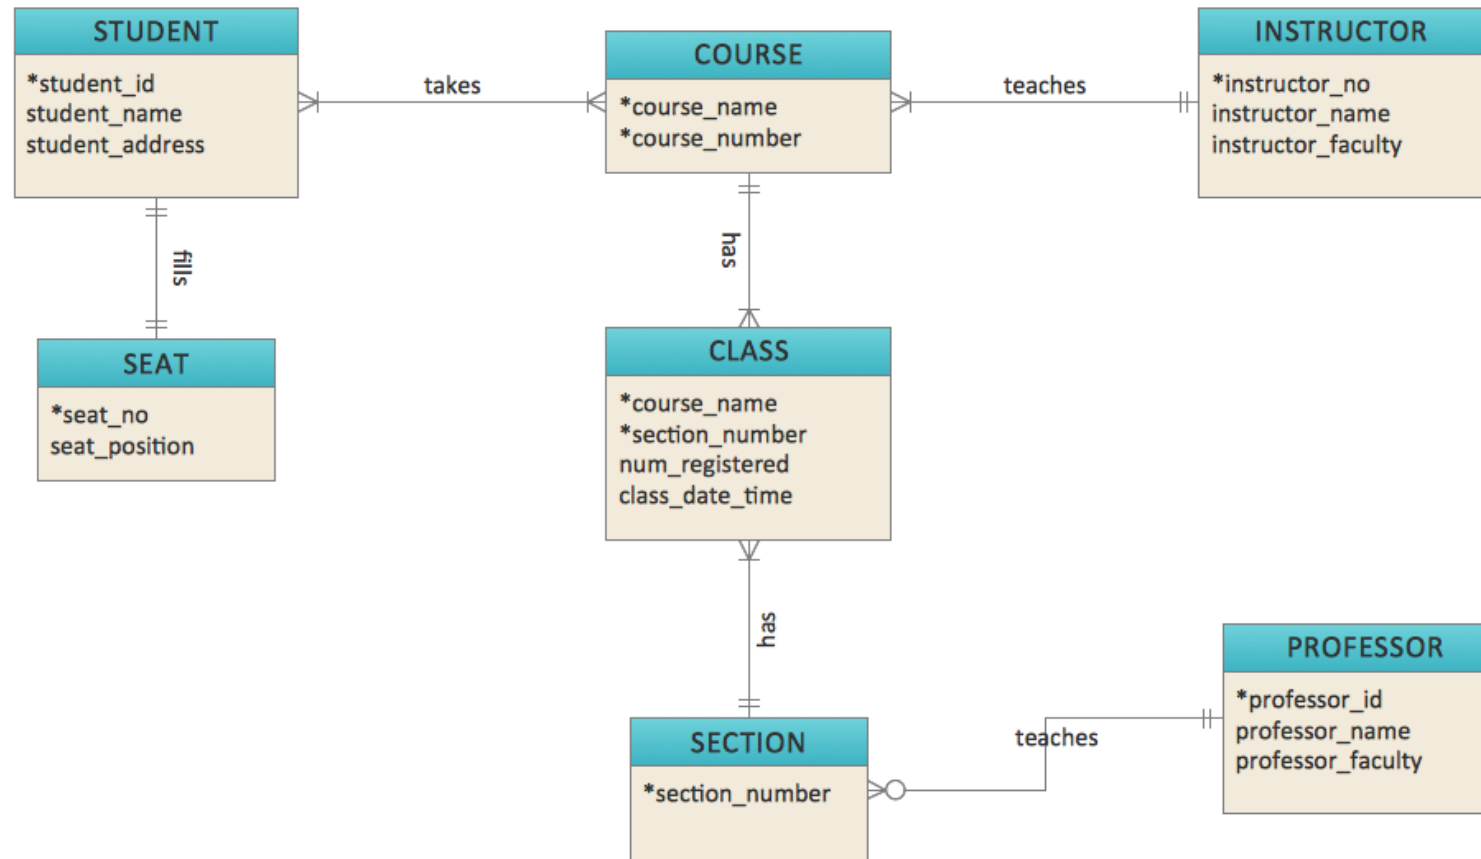 STUDENT
*student_id
student_name
student_address
takes
COURSE
*course_name
*course_number
teaches
INSTRUCTOR
*instructor_no
instructor_name
instructor_faculty
fills
has
SEAT
*seat_no
seat_position
CLASS
*course_name
*section_number
num_registered
class_date_time
has
SECTION
*section_number
teaches
PROFESSOR
*professor_id
professor_name
professor_faculty